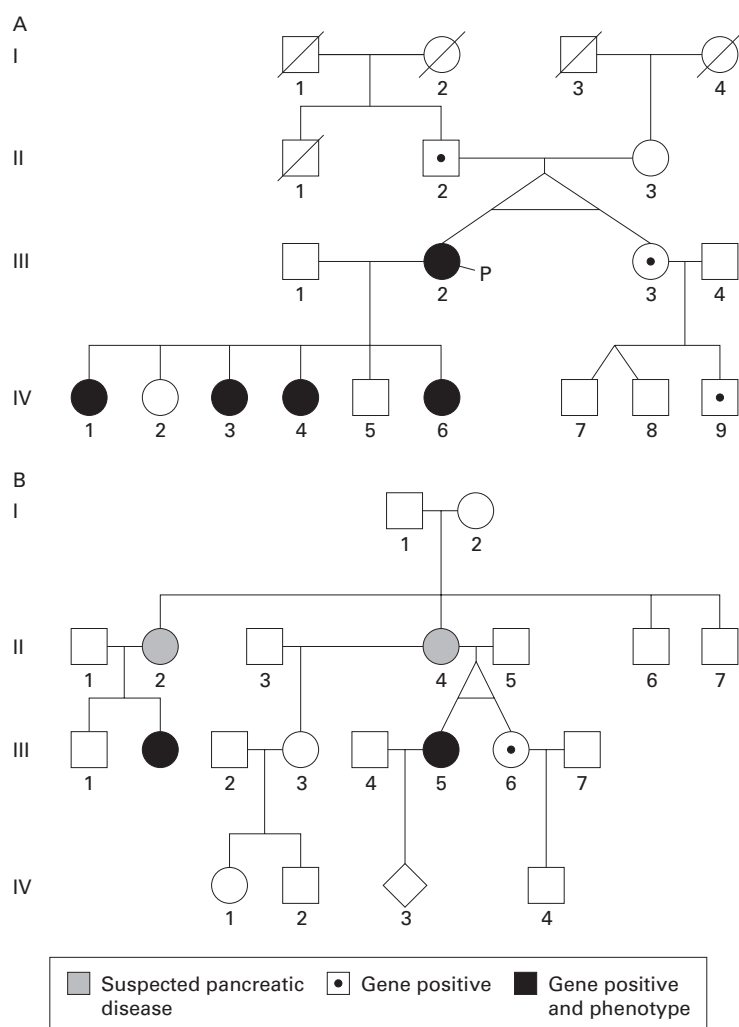 A
I
1 2 3 4
II
1 2 3
III
P
1 2 3 4
IV
1 2 3 4 5 6 7 8 9
B
I
1 2
II
1 2 3 4 5 6 7
III
1 2 3 4 5 6 7
IV
1 2 3 4
Suspected pancreatic
disease
Gene positive
Gene positive
and phenotype